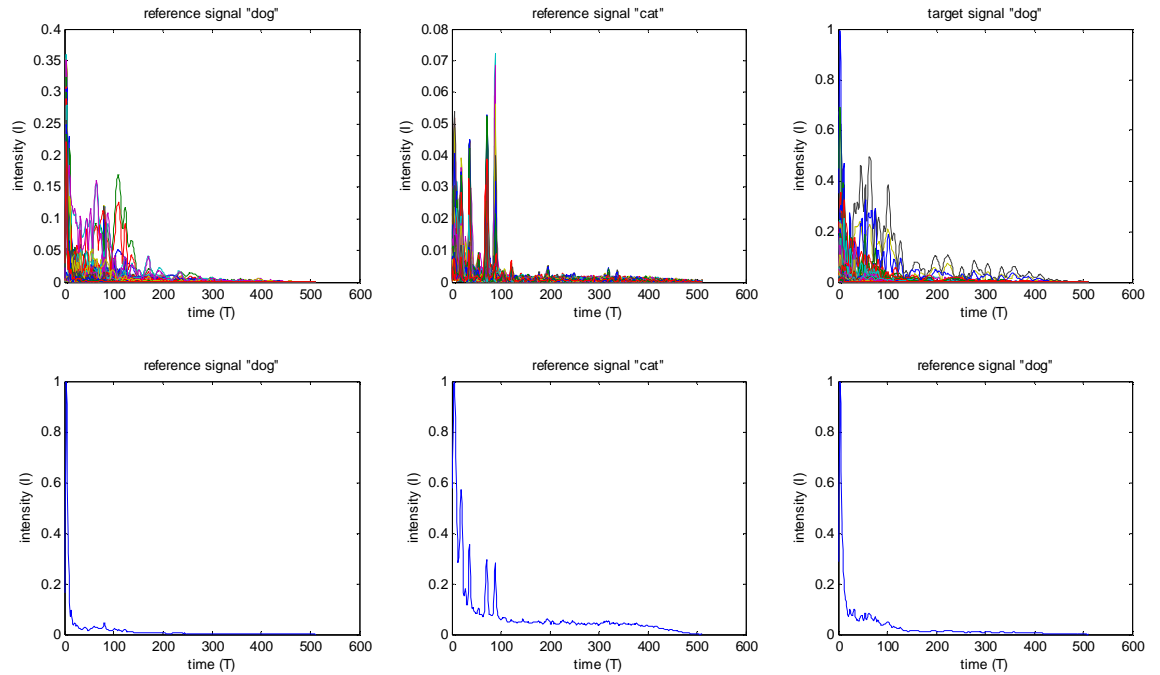 reference signal "dog"
0.4
0.35
0.3
0.25
0.2
0.15
0.1
0.05
0
intensity (I)
0 100 200 300 400 500 600
time (T)
reference signal "cat"
0.08
0.07
0.06
0.05
0.04
0.03
0.02
0.01
0
intensity (I)
0 100 200 300 400 500 600
time (T)
target signal "dog"
1
0.8
0.6
0.4
0.2
0
intensity (I)
0 100 200 300 400 500 600
time (T)
reference signal "dog"
1
0.8
0.6
0.4
0.2
0
intensity (I)
0 100 200 300 400 500 600
time (T)
reference signal "cat"
1
0.8
0.6
0.4
0.2
0
intensity (I)
0 100 200 300 400 500 600
time (T)
reference signal "dog"
1
0.8
0.6
0.4
0.2
0
intensity (I)
0 100 200 300 400 500 600
time (T)